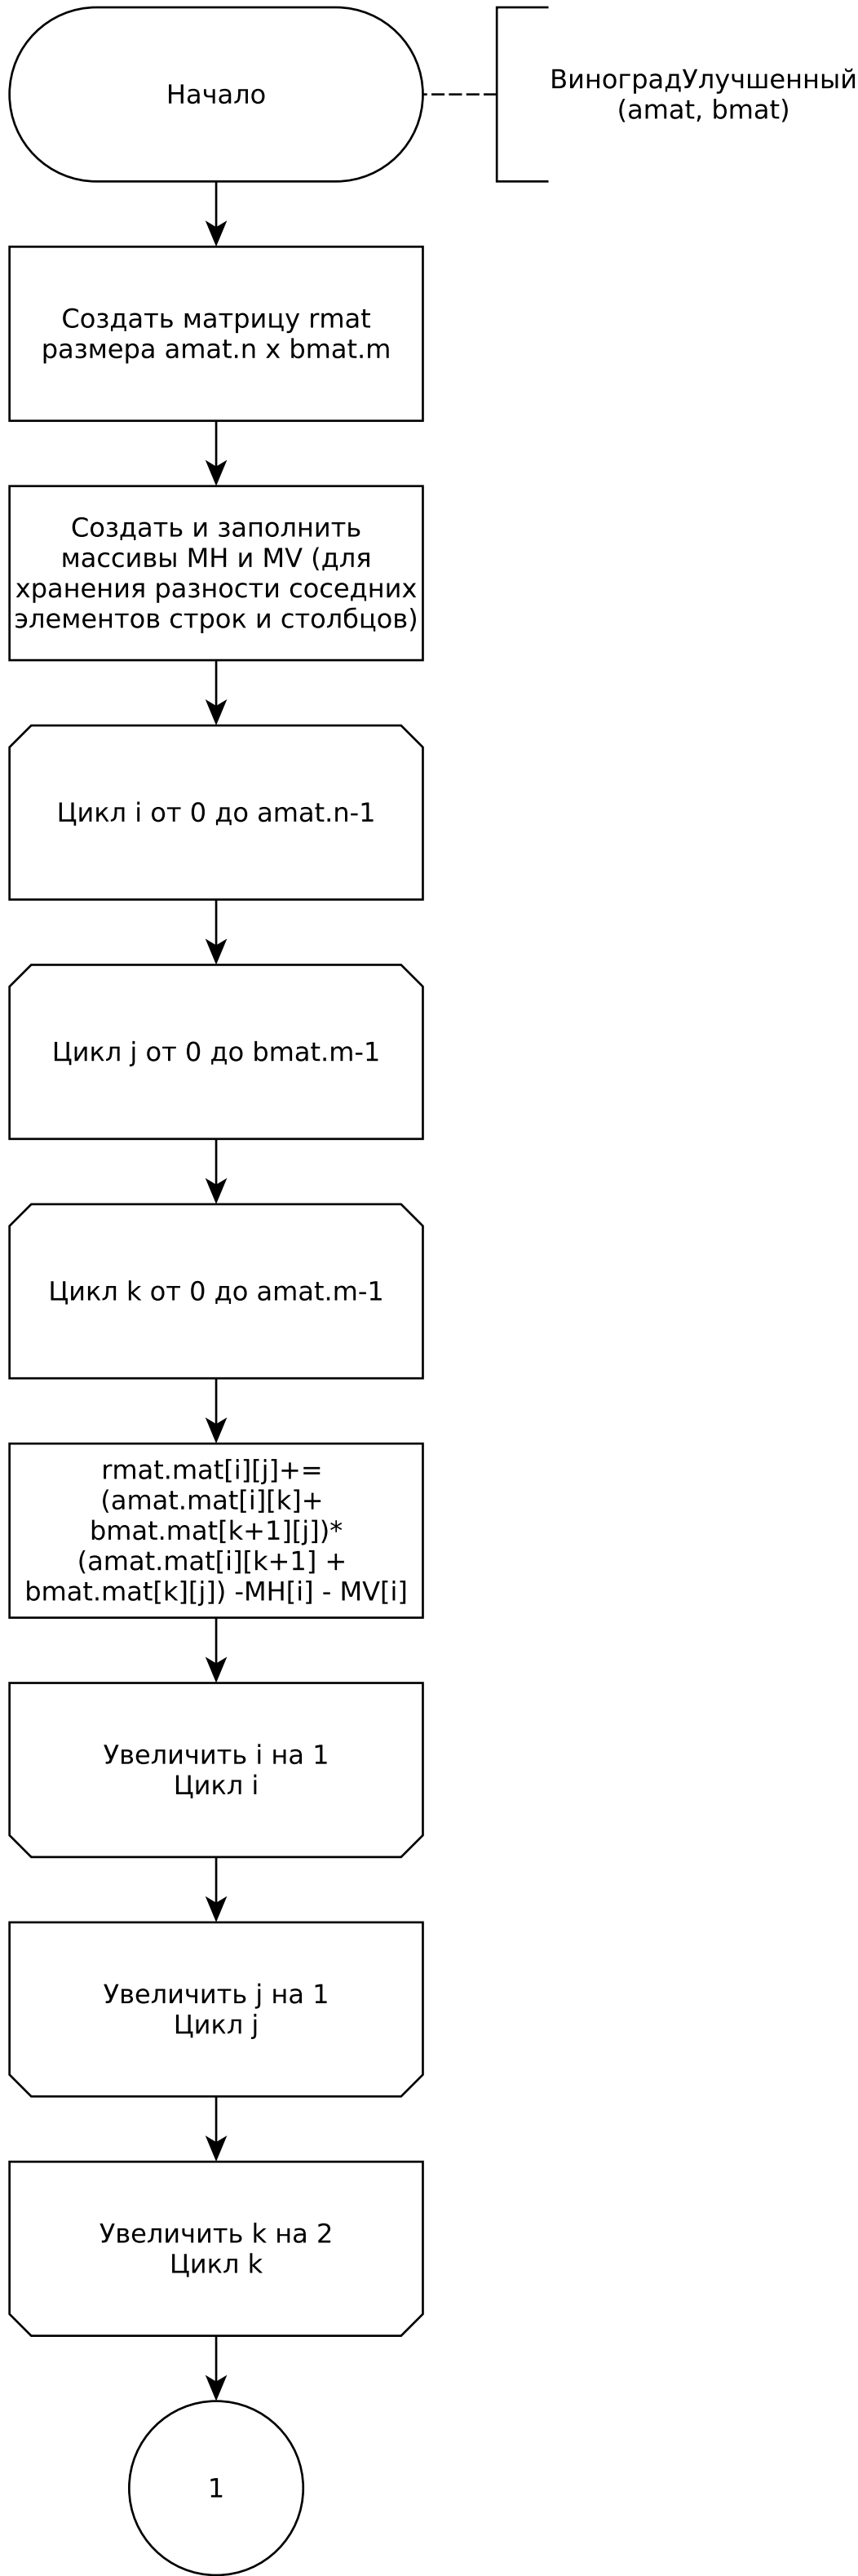 Начало
ВиноградУлучшенный
(amat, bmat)
Создать матрицу rmat
размера amat.n x bmat.m
Создать и заполнить
массивы MH и MV (для
хранения разности соседних
элементов строк и столбцов)
Цикл i от 0 до amat.n-1
Цикл j от 0 до bmat.m-1
Цикл k от 0 до amat.m-1
rmat.mat[i][j]+=
(amat.mat[i][k]+
bmat.mat[k+1][j])*
(amat.mat[i][k+1] +
bmat.mat[k][j]) -MH[i] - MV[i]
Увеличить i на 1
Цикл i
Увеличить j на 1
Цикл j
Увеличить k на 2
Цикл k
1